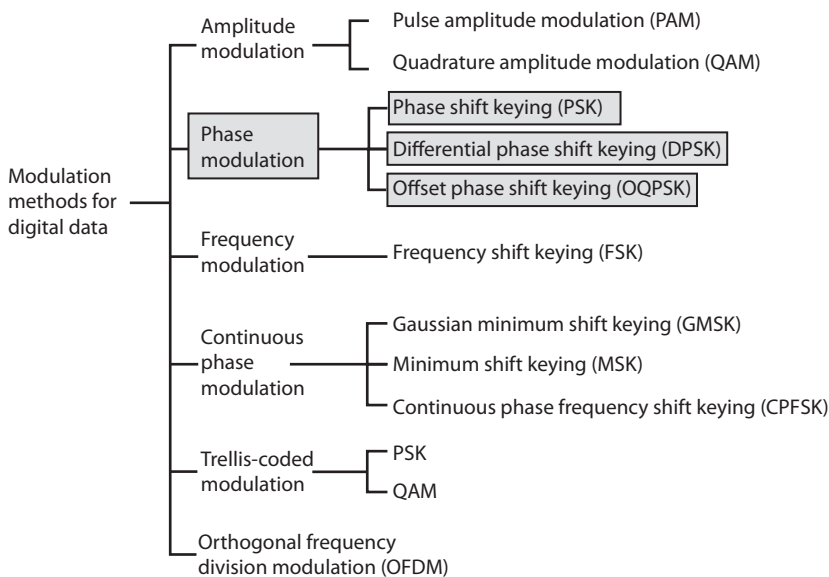 Modulation
methods for
digital data
Amplitude
modulation
Pulse amplitude modulation (PAM)
Quadrature amplitude modulation (QAM)
Phase
modulation
Phase shift keying (PSK)
Differential phase shift keying (DPSK)
Offset phase shift keying (OQPSK)
Frequency
modulation
Frequency shift keying (FSK)
Continuous
phase
modulation
Gaussian minimum shift keying (GMSK)
Minimum shift keying (MSK)
Continuous phase frequency shift keying (CPFSK)
Trellis-coded
modulation
PSK
QAM
Orthogonal frequency
division modulation (OFDM)